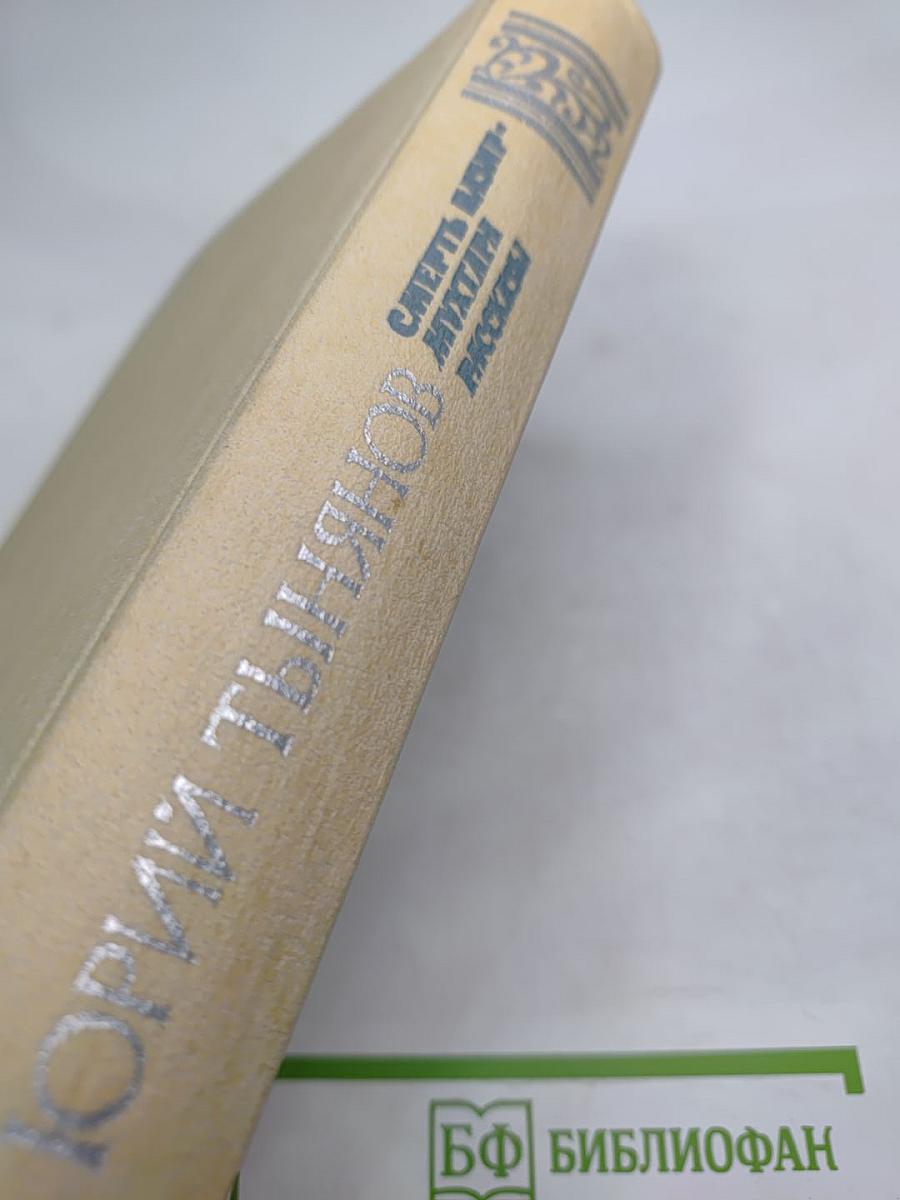 ЮРИЙ ТЫНЯНОВ
СМЕРТЬ ВАЗИР-
МУХТАРА
РАССКАЗЫ
БФ БИБЛИОФАН